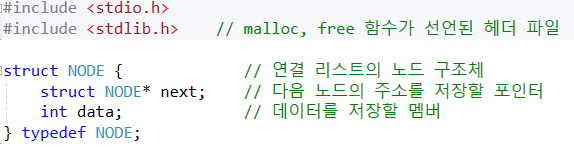 #include <stdio.h>
#include <stdlib.h>    // malloc, free 함수가 선언된 헤더 파일
struct NODE {             // 연결 리스트의 노드 구조체
    struct NODE* next;    // 다음 노드의 주소를 저장할 포인터
    int data;             // 데이터를 저장할 멤버
} typedef NODE;